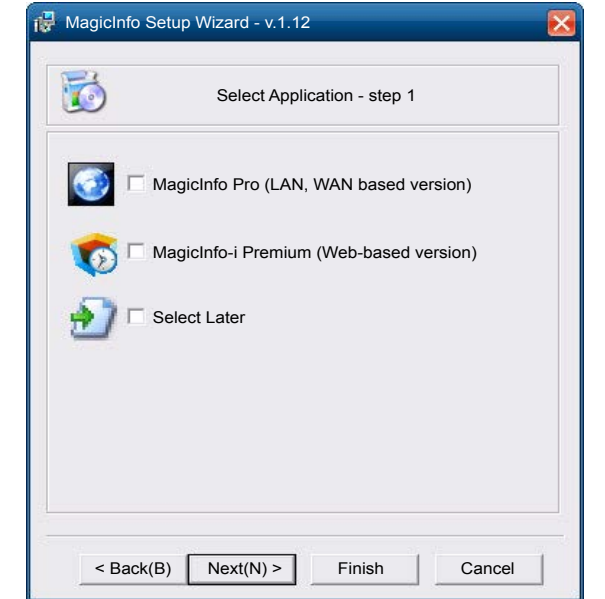 MagicInfo Setup Wizard - v.1.12
Select Application - step 1
MagicInfo Pro (LAN, WAN based version)
MagicInfo-i Premium (Web-based version)
Select Later
< Back(B) Next(N) > Finish Cancel